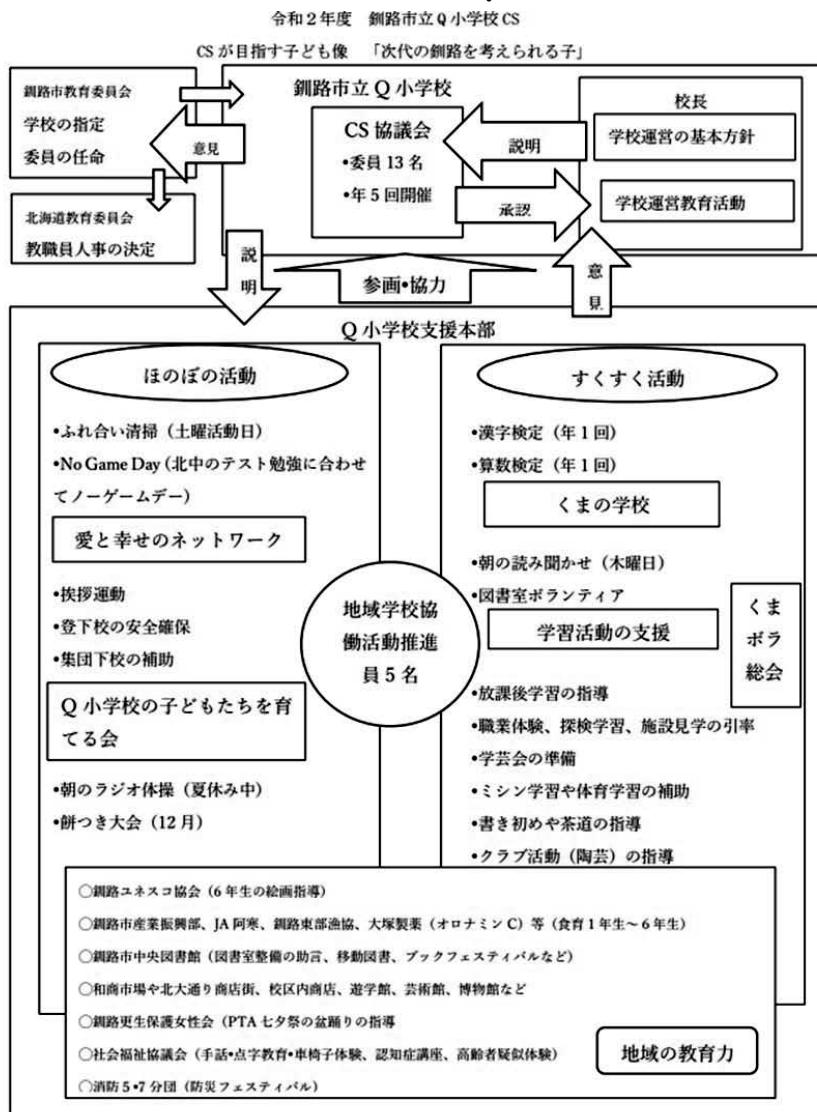 令和２年度　釧路市立Q小学校CS
CSが目指す子ども像　「次代の釧路を考えられる子」
釧路市教育委員会
学校の指定
委員の任命
意見
北海道教育委員会
教職員人事の決定
釧路市立Q小学校
CS協議会
•委員13名
•年5回開催
説明
承認
校長
学校運営の基本方針
学校運営教育活動
説明
参画•協力
意見
Q小学校支援本部
ほのぼの活動
•ふれ合い清掃（土曜活動日）
•No Game Day (北中のテスト勉強に合わせ
てノーゲームデー）
愛と幸せのネットワーク
•挨拶運動
•登下校の安全確保
•集団下校の補助
Q小学校の子どもたちを育
てる会
•朝のラジオ体操（夏休み中）
•餅つき大会（12月）
地域学校協
働活動推進
員5名
すくすく活動
•漢字検定（年1回）
•算数検定（年1回）
くまの学校
•朝の読み聞かせ（木曜日）
•図書室ボランティア
学習活動の支援
くま
ボラ
総会
•放課後学習の指導
•職業体験、探検学習、施設見学の引率
•学芸会の準備
•ミシン学習や体育学習の補助
•書き初めや茶道の指導
•クラブ活動（陶芸）の指導
○釧路ユネスコ協会（6年生の絵画指導）
○釧路市産業振興部、JA阿寒、釧路東部漁協、大塚製薬（オロナミンC）等（食育1年生～6年生）
○釧路市中央図書館（図書室整備の助言、移動図書、ブックフェスティバルなど）
○和商市場や北大通り商店街、校区内商店、遊学館、芸術館、博物館など
○釧路更生保護女性会（PTA七夕祭の盆踊りの指導
○社会福祉協議会（手話•点字教育•車椅子体験、認知症講座、高齢者疑似体験）
○消防5•7分団（防災フェスティバル）
地域の教育力